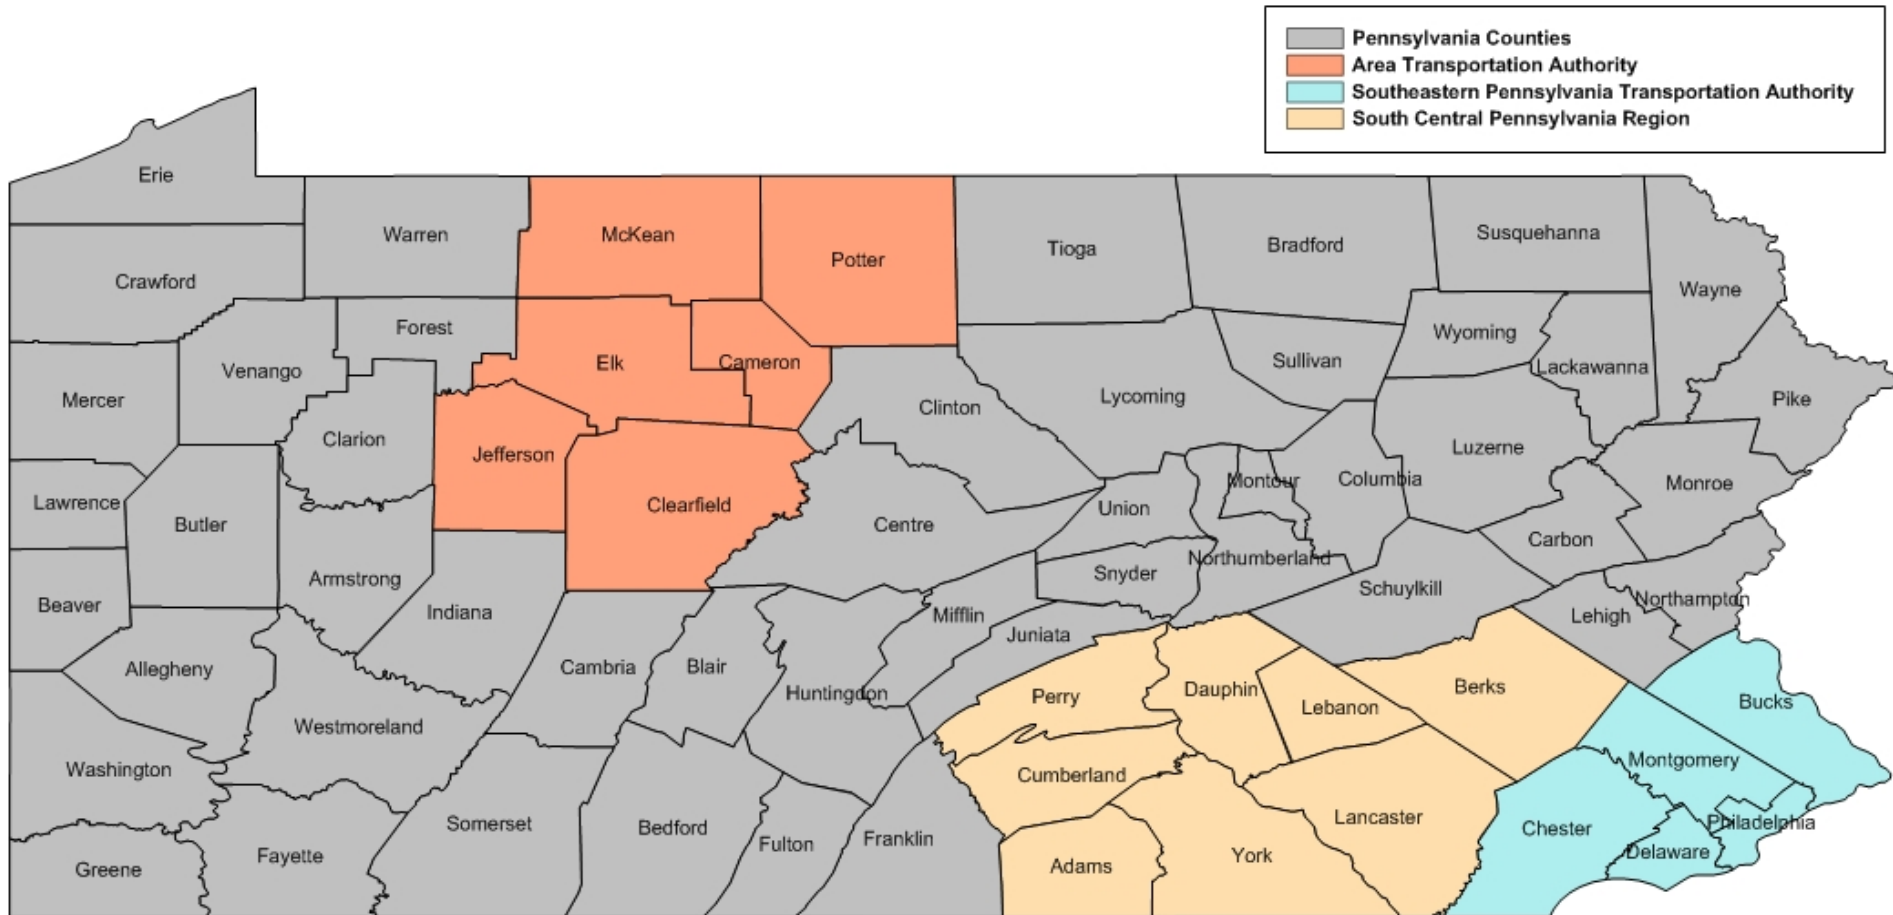 Pennsylvania Counties
Area Transportation Authority
Southeastern Pennsylvania Transportation Authority
South Central Pennsylvania Region
Erie
Warren
McKean
Potter
Tioga
Bradford
Susquehanna
Wayne
Crawford
Forest
Venango
Elk
Cameron
Clinton
Lycoming
Sullivan
Wyoming
Lackawanna
Pike
Mercer
Clarion
Jefferson
Clearfield
Centre
Union
Montour
Columbia
Luzerne
Monroe
Lawrence
Butler
Armstrong
Indiana
Snyder
Northumberland
Schuylkill
Carbon
Northampton
Lehigh
Beaver
Allegheny
Cambria
Blair
Huntingdon
Mifflin
Juniata
Perry
Dauphin
Lebanon
Berks
Bucks
Westmoreland
Washington
Cumberland
Montgomery
Somerset
Bedford
Fulton
Franklin
Adams
York
Lancaster
Chester
Philadelphia
Delaware
Greene
Fayette